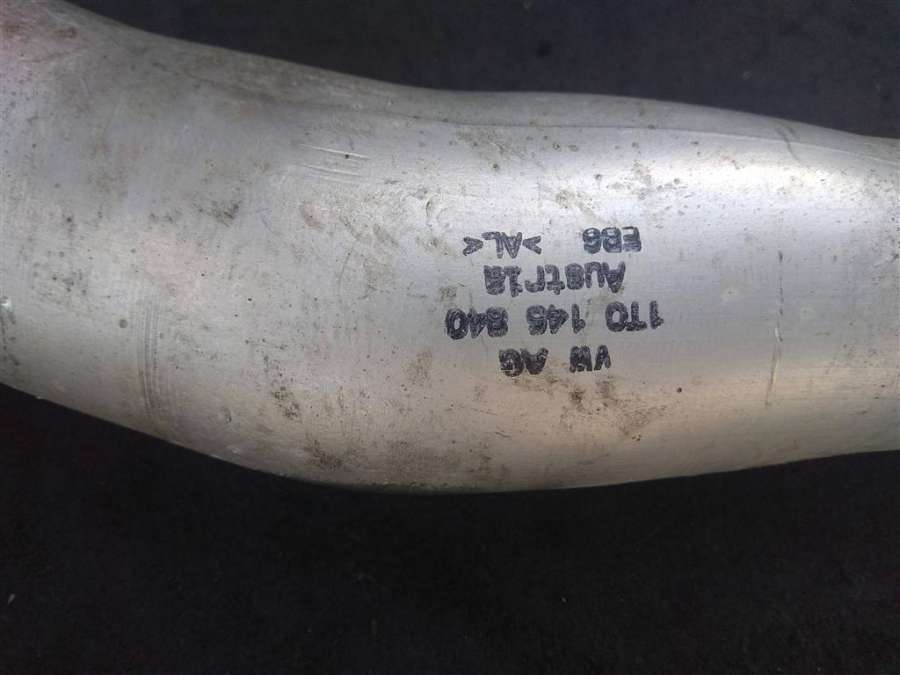 VW AG
1T0 145 840
Austria
EB6 >AL<